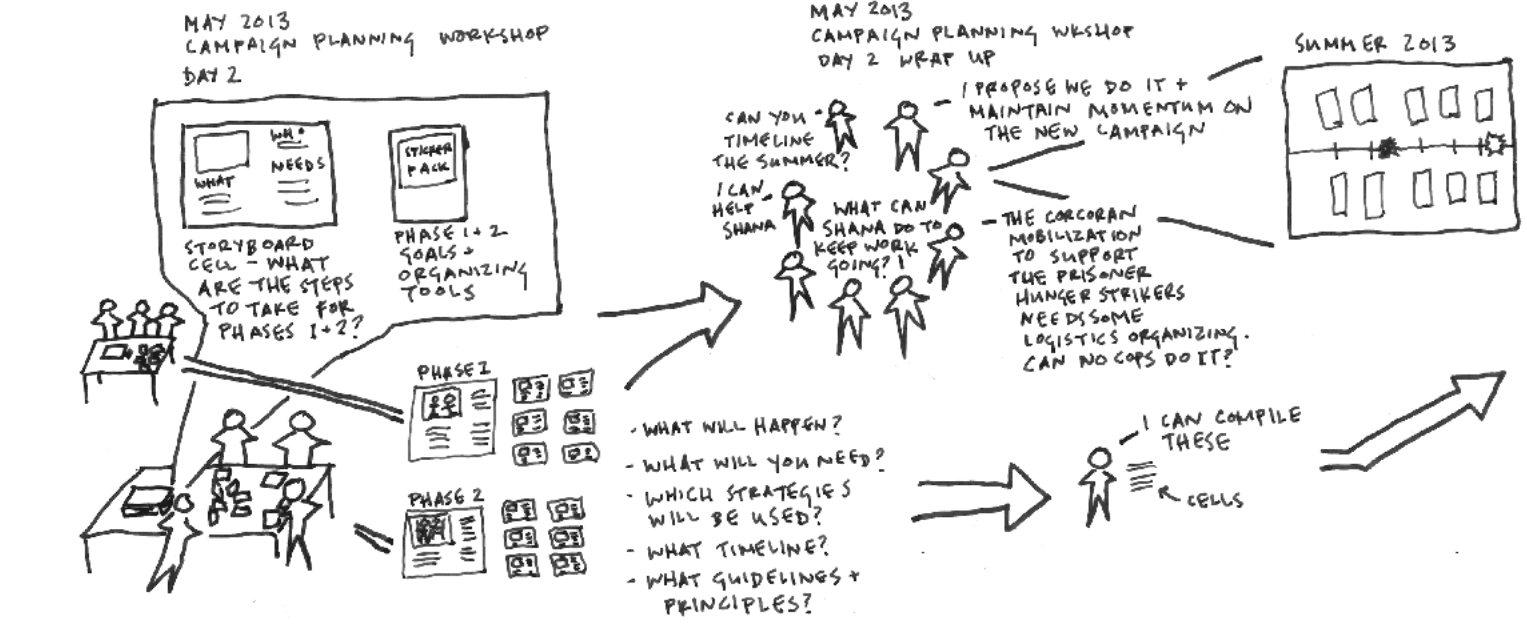 MAY 2013
CAMPAIGN PLANNING WORKSHOP
DAY 2
WHO
NEEDS
WHAT
STICKER
PACK
STORYBOARD
CELL - WHAT
ARE THE STEPS
TO TAKE FOR
PHASES 1+2?
PHASE 1+2
GOALS +
ORGANIZING
TOOLS
PHASE 1
PHASE 2
- WHAT WILL HAPPEN?
- WHAT WILL YOU NEED?
- WHICH STRATEGIES
WILL BE USED?
- WHAT TIMELINE?
- WHAT GUIDELINES +
PRINCIPLES?
MAY 2013
CAMPAIGN PLANNING WKSHOP
DAY 2 WRAP UP
CAN YOU
TIMELINE
THE SUMMER?
I PROPOSE WE DO IT +
MAINTAIN MOMENTUM ON
THE NEW CAMPAIGN
I CAN
HELP
SHANA
WHAT CAN
SHANA DO TO
KEEP WORK
GOING?
- THE CORCORAN
MOBILIZATION
TO SUPPORT
THE PRISONER
HUNGER STRIKERS
NEEDS SOME
LOGISTICS ORGANIZING.
CAN NO COPS DO IT?
I CAN COMPILE
THESE
CELLS
SUMMER 2013